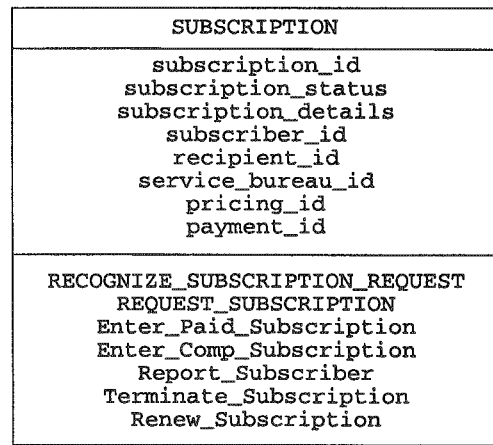 SUBSCRIPTION
subscription_id
subscription_status
subscription_details
subscriber_id
recipient_id
service_bureau_id
pricing_id
payment_id
RECOGNIZE_SUBSCRIPTION_REQUEST
REQUEST_SUBSCRIPTION
Enter_Paid_Subscription
Enter_Comp_Subscription
Report_Subscriber
Terminate_Subscription
Renew_Subscription